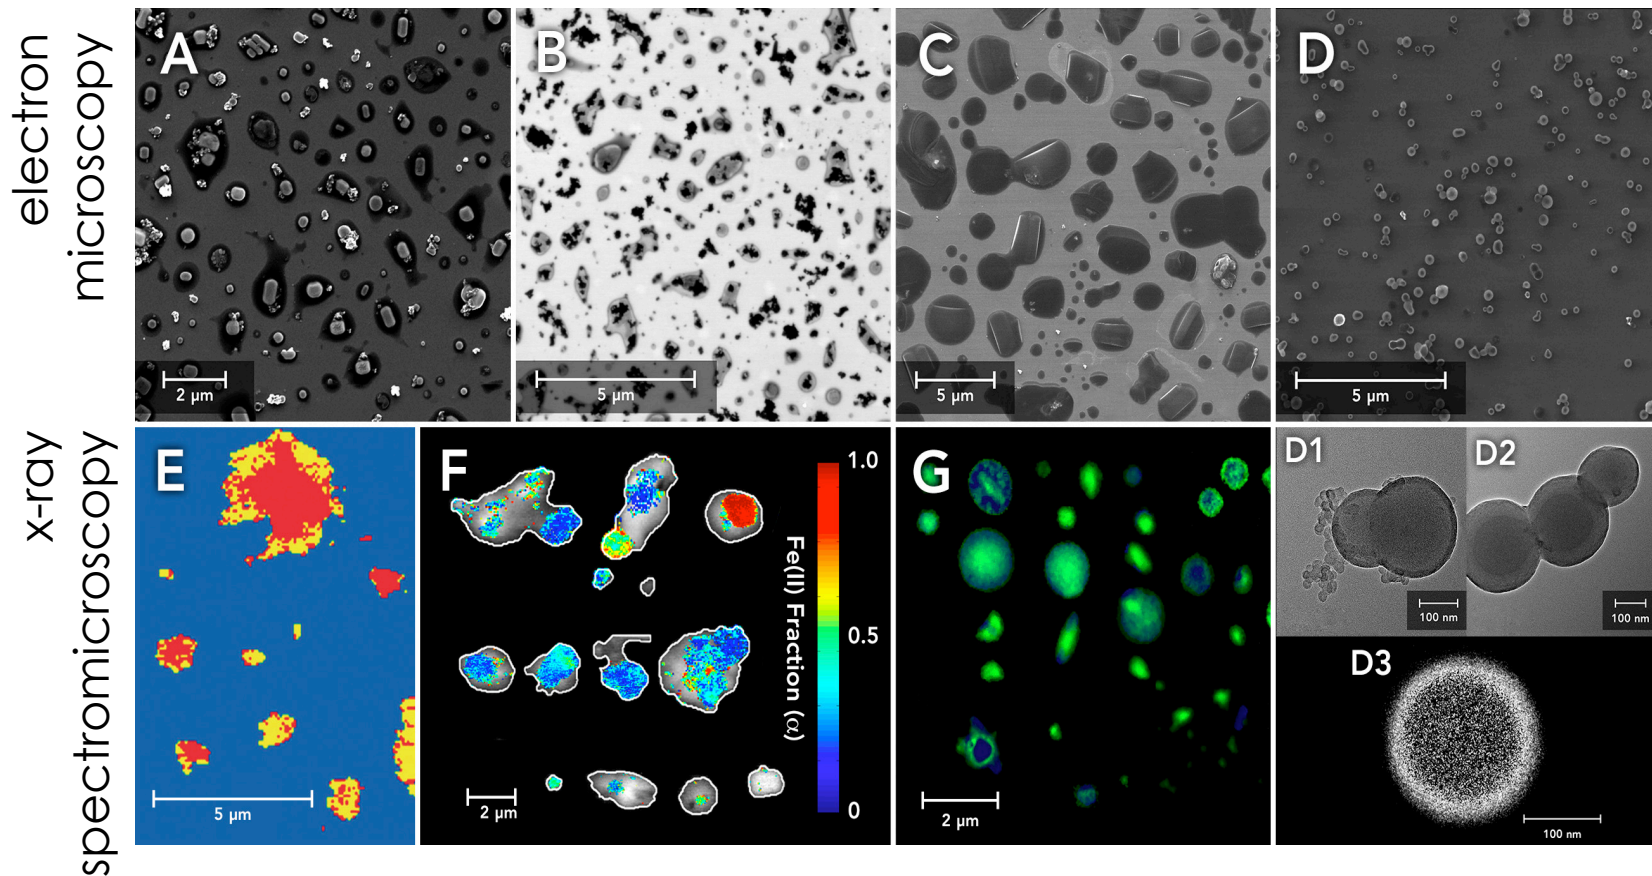 electron
microscopy
A
2 µm
B
5 µm
C
5 µm
D
5 µm
x-ray
spectromicroscopy
E
5 µm
F
1.0
0.5
0
Fe(II) Fraction (α)
2 µm
G
2 µm
D1
100 nm
D2
100 nm
D3
100 nm